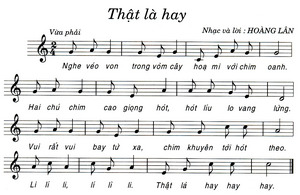 Thật là hay
Vừa phải
Nhạc và lời : HOÀNG LÂN
Nghe véo von trong vòm cây hoạ mi với chim oanh.
Hai chú chim cao giọng hót, hót líu lo vang lừng.
Vui rất vui bay từ xa, chim khuyên tới hót theo.
Li lí li, li lí li. Thật là hay hay hay.